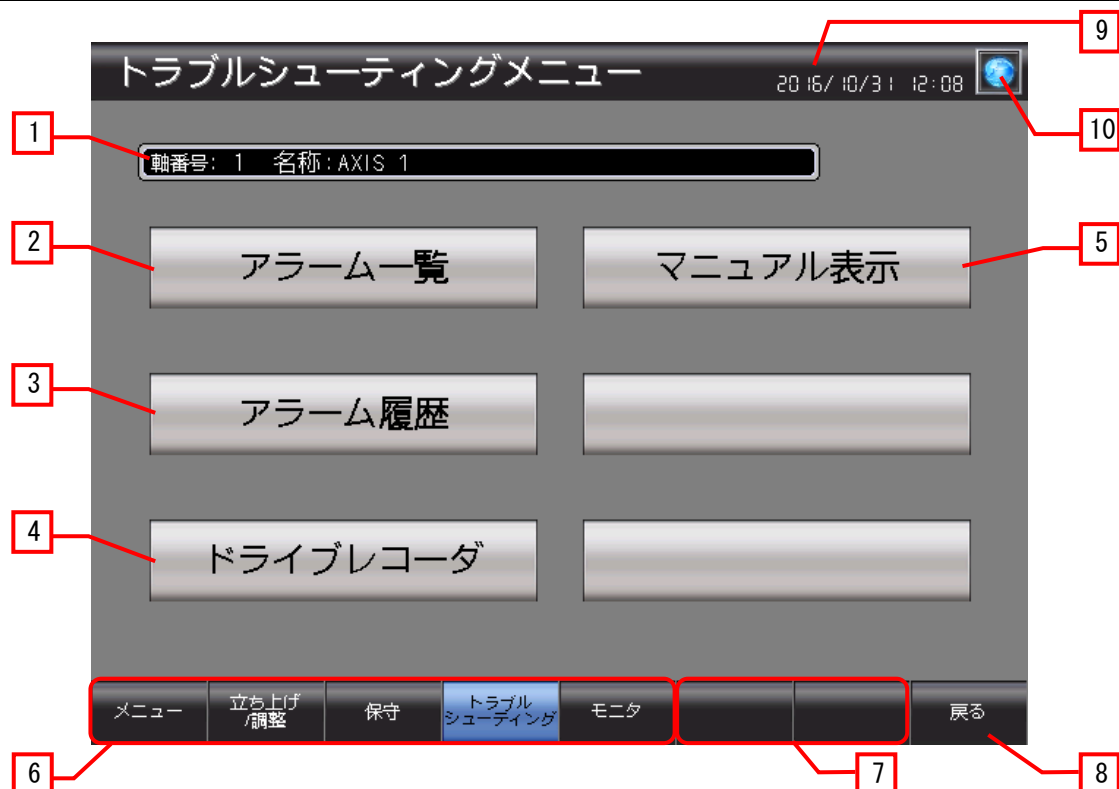 9
トラブルシューティングメニュー
2016/10/31 12:08
10
1
軸番号: 1 名称:AXIS 1
2
アラーム一覧
マニュアル表示
5
3
アラーム履歴
4
ドライブレコーダ
メニュー
立ち上げ
/調整
保守
トラブル
シューティング
モニタ
戻る
6
7
8